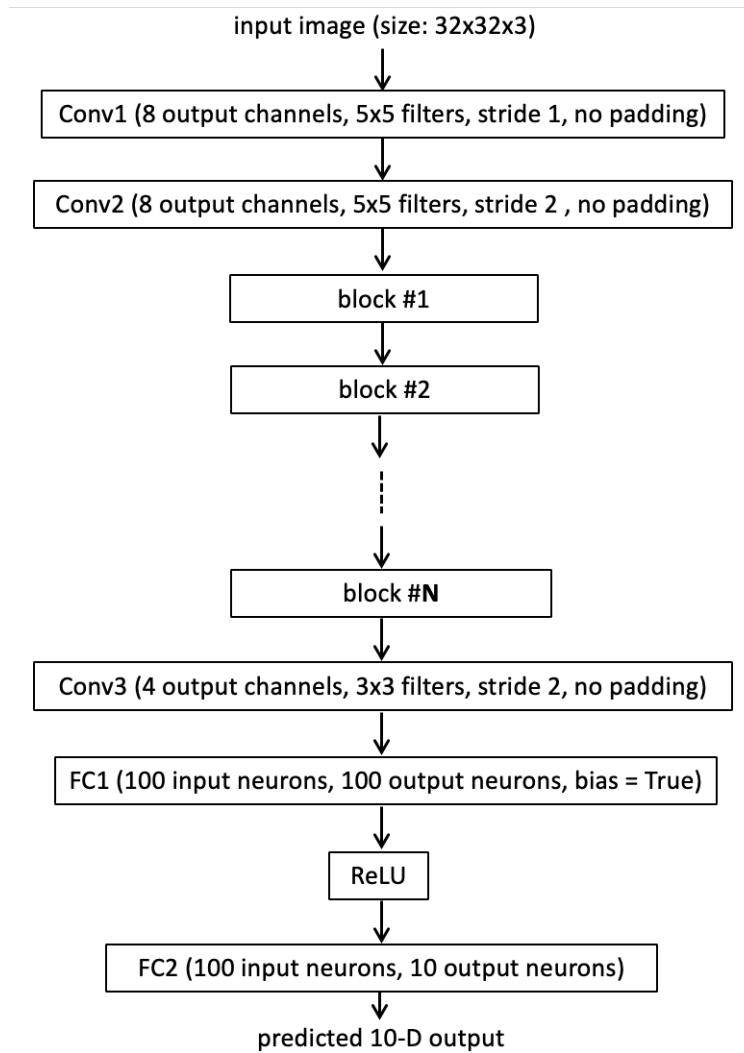 input image (size: 32x32x3)
Conv1 (8 output channels, 5x5 filters, stride 1, no padding)
Conv2 (8 output channels, 5x5 filters, stride 2 , no padding)
block #1
block #2
block #N
Conv3 (4 output channels, 3x3 filters, stride 2, no padding)
FC1 (100 input neurons, 100 output neurons, bias = True)
ReLU
FC2 (100 input neurons, 10 output neurons)
predicted 10-D output